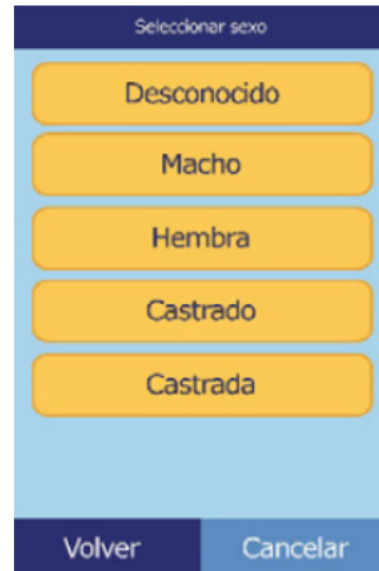 Seleccionar sexo
Desconocido
Macho
Hembra
Castrado
Castrada
Volver Cancelar